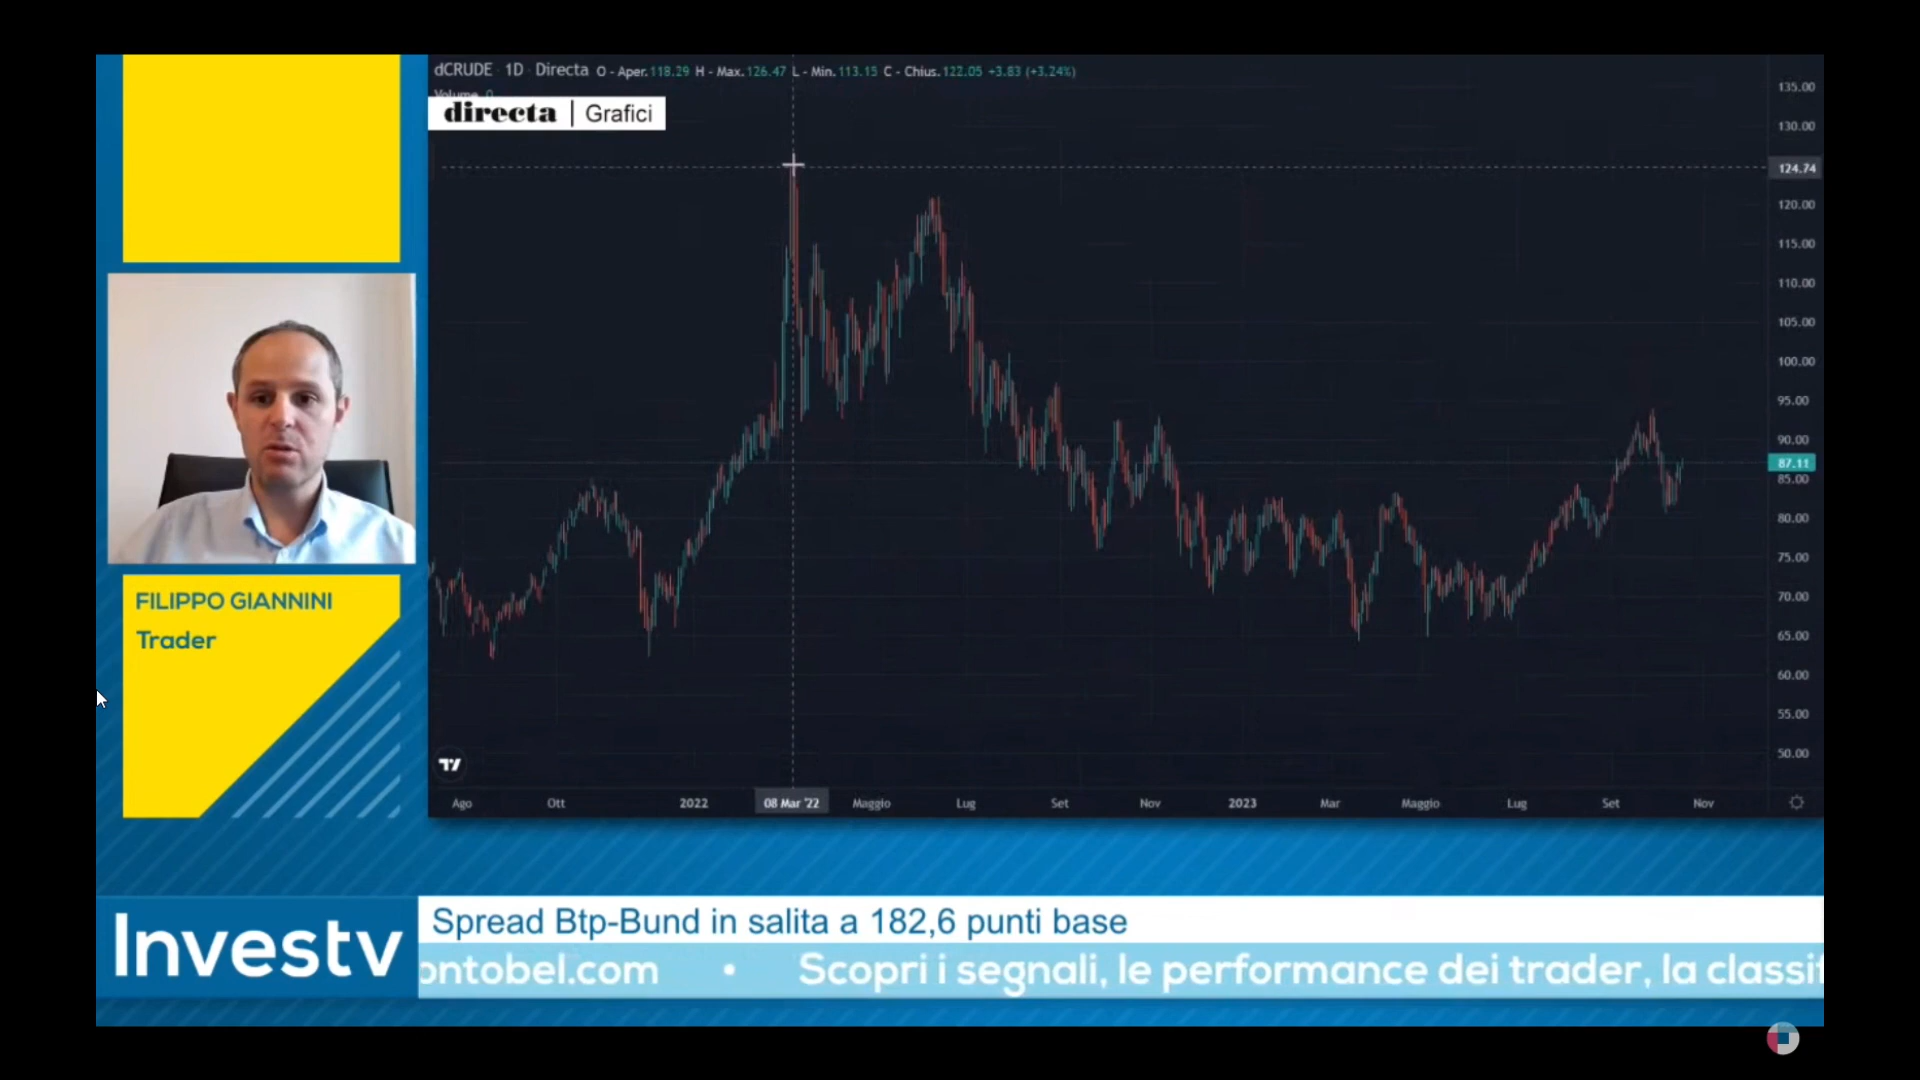 dCRUDE 1D Directa O - Aper.118.29 H - Max.126.47 L - Min.113.15 C - Chius.122.05 +3.83 (+3.24%)
Volume 0
directa | Grafici
135.00
130.00
124.74
120.00
115.00
110.00
105.00
100.00
95.00
90.00
87.11
85.00
80.00
75.00
70.00
65.00
60.00
55.00
50.00
Ago Ott 2022 08 Mar '22 Maggio Lug Set Nov 2023 Mar Maggio Lug Set Nov
FILIPPO GIANNINI
Trader
Investv
Spread Btp-Bund in salita a 182,6 punti base
ontobel.com • Scopri i segnali, le performance dei trader, la classif